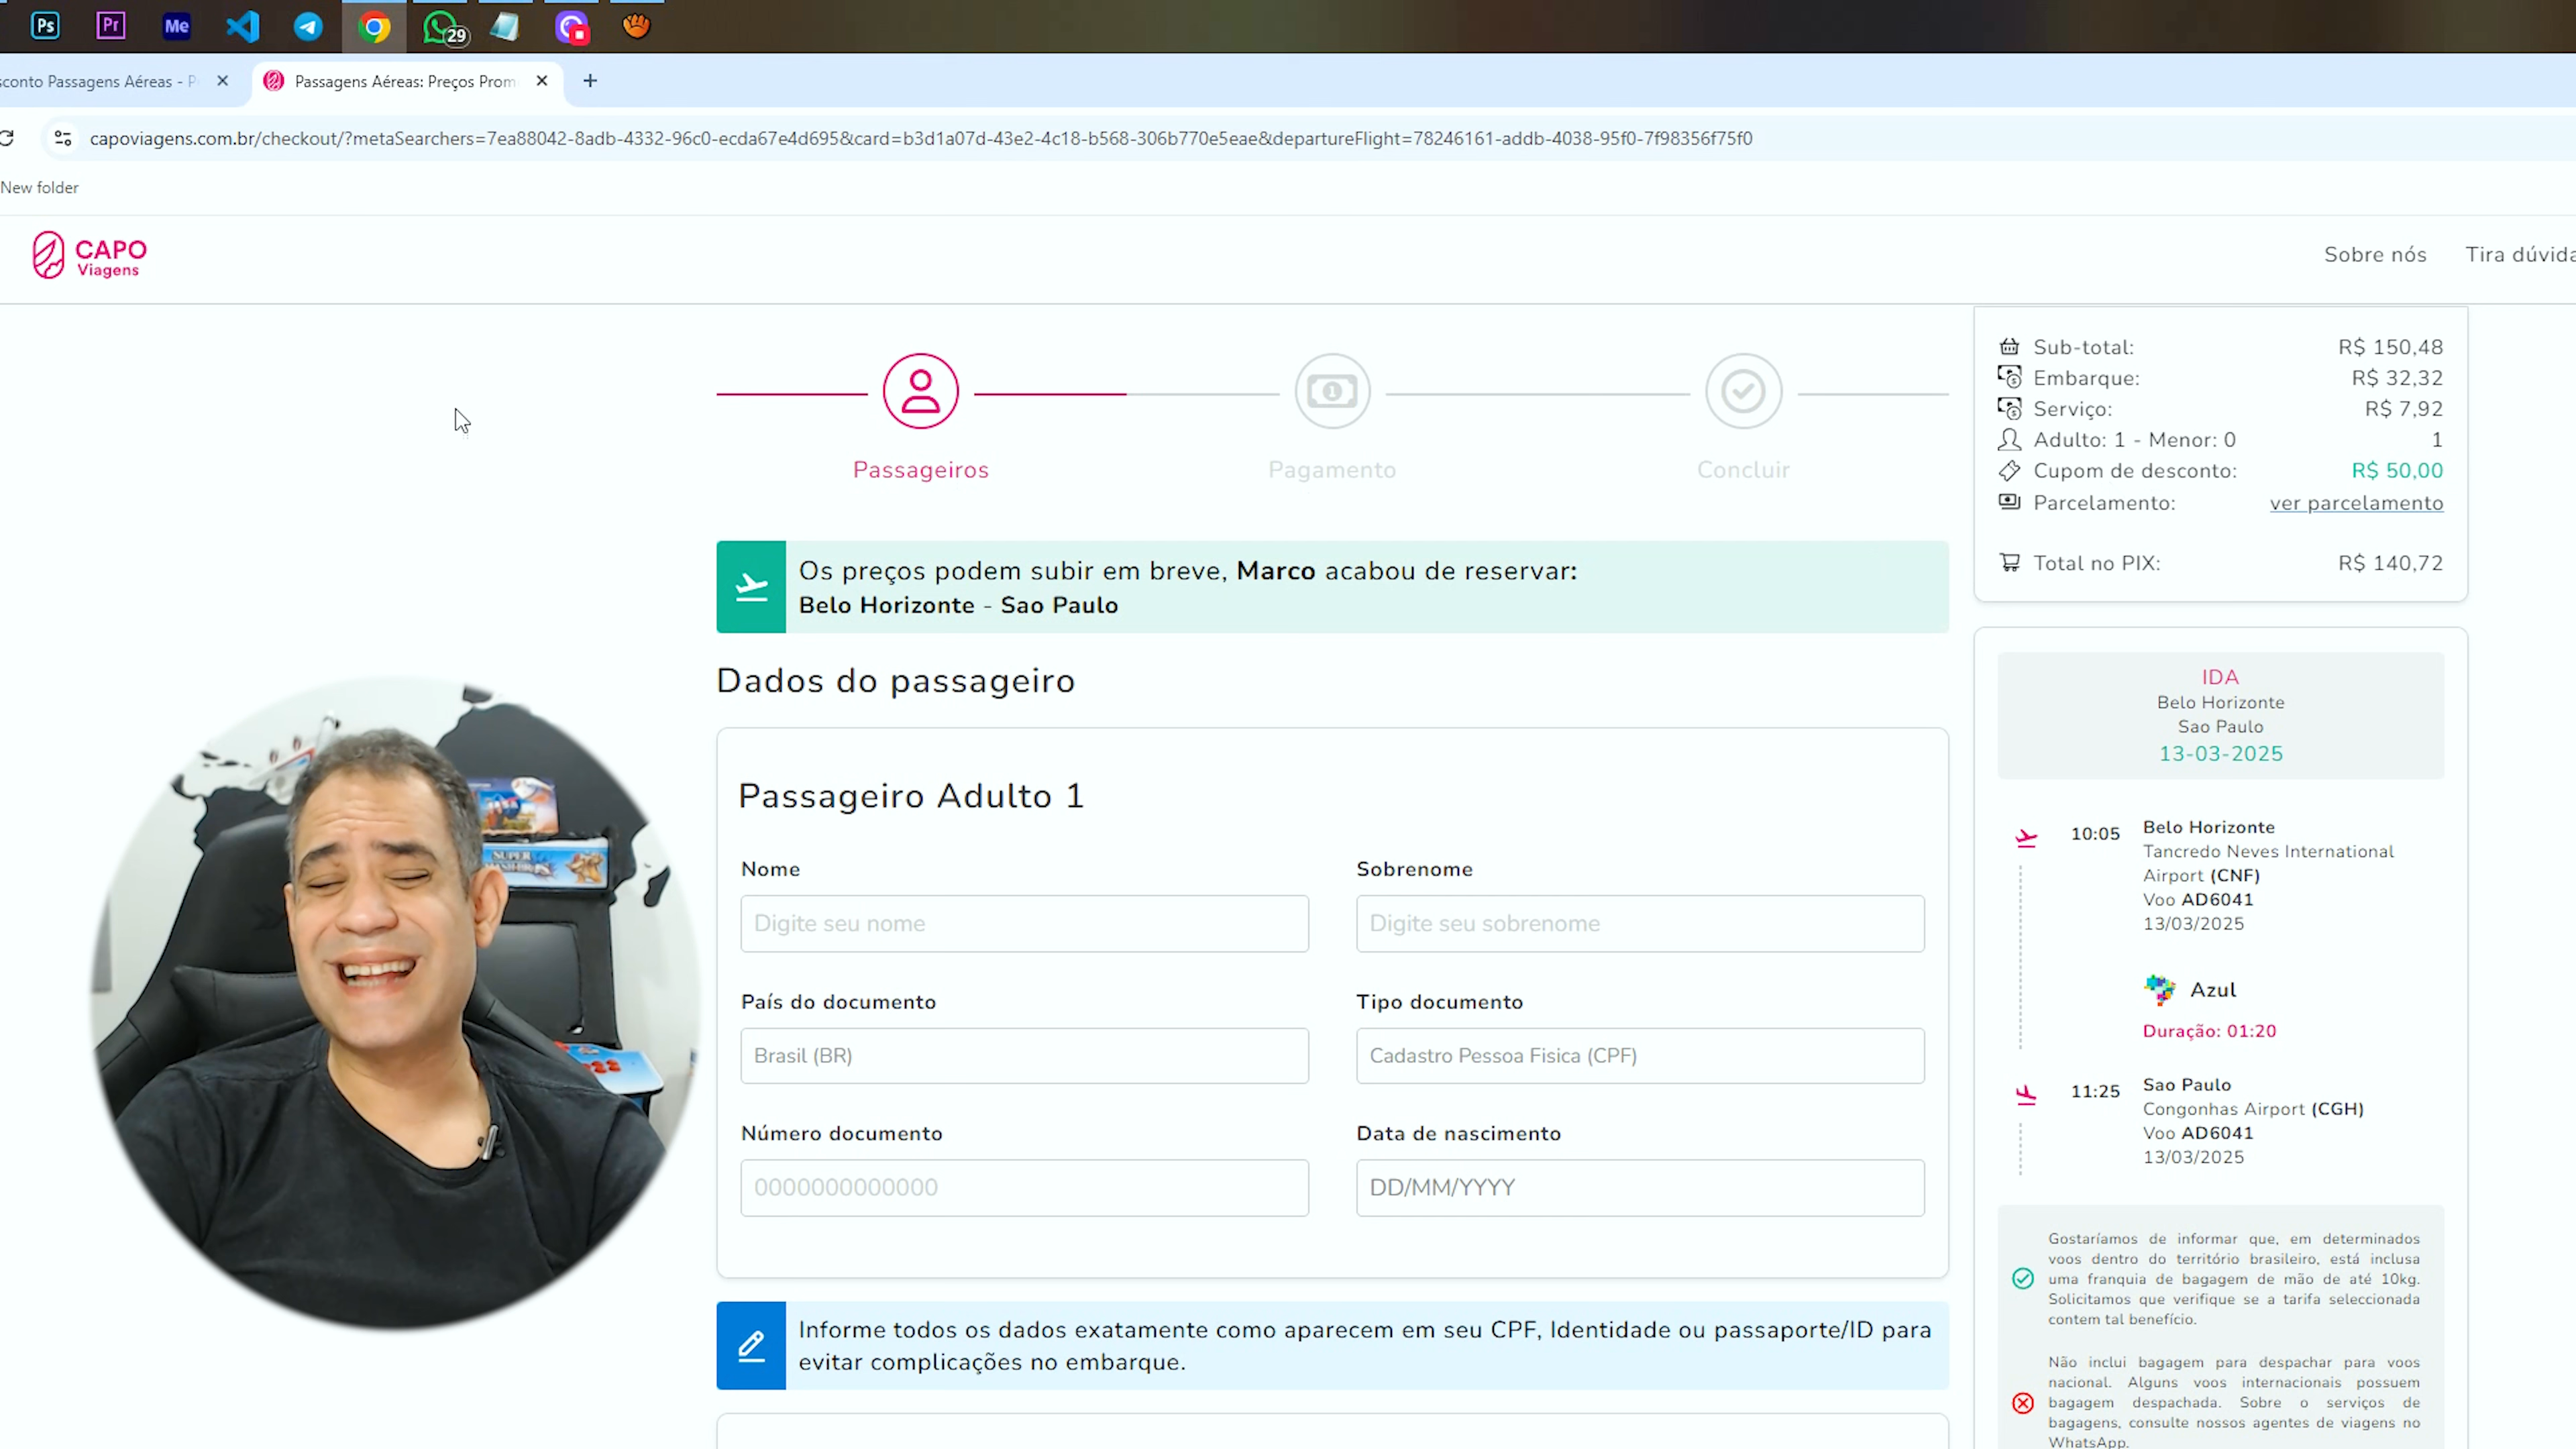 Ps
Pr
Me
29
sconto Passagens Aéreas - P
Passagens Aéreas: Preços Prom
capoviagens.com.br/checkout/?metaSearchers=7ea88042-8adb-4332-96c0-ecda67e4d695&card=b3d1a07d-43e2-4c18-b568-306b770e5eae&departureFlight=78246161-addb-4038-95f0-7f98356f75f0
New folder
CAPO
Viagens
Sobre nós
Tira dúvida
Passageiros
Pagamento
Concluir
Sub-total: R$ 150,48
Embarque: R$ 32,32
Serviço: R$ 7,92
Adulto: 1 - Menor: 0 1
Cupom de desconto: R$ 50,00
Parcelamento: ver parcelamento
Total no PIX: R$ 140,72
Os preços podem subir em breve, Marco acabou de reservar:
Belo Horizonte - Sao Paulo
Dados do passageiro
Passageiro Adulto 1
Nome
Sobrenome
Digite seu nome
Digite seu sobrenome
País do documento
Tipo documento
Brasil (BR)
Cadastro Pessoa Fisica (CPF)
Número documento
Data de nascimento
0000000000000
DD/MM/YYYY
Informe todos os dados exatamente como aparecem em seu CPF, Identidade ou passaporte/ID para
evitar complicações no embarque.
IDA
Belo Horizonte
Sao Paulo
13-03-2025
10:05
Belo Horizonte
Tancredo Neves International
Airport (CNF)
Voo AD6041
13/03/2025
Azul
Duração: 01:20
11:25
Sao Paulo
Congonhas Airport (CGH)
Voo AD6041
13/03/2025
Gostaríamos de informar que, em determinados
voos dentro do território brasileiro, está inclusa
uma franquia de bagagem de mão de até 10kg.
Solicitamos que verifique se a tarifa seleccionada
contem tal benefício.
Não inclui bagagem para despachar para voos
nacional. Alguns voos internacionais possuem
bagagem despachada. Sobre o serviços de
bagagens, consulte nossos agentes de viagens no
WhatsApp.
SUPER